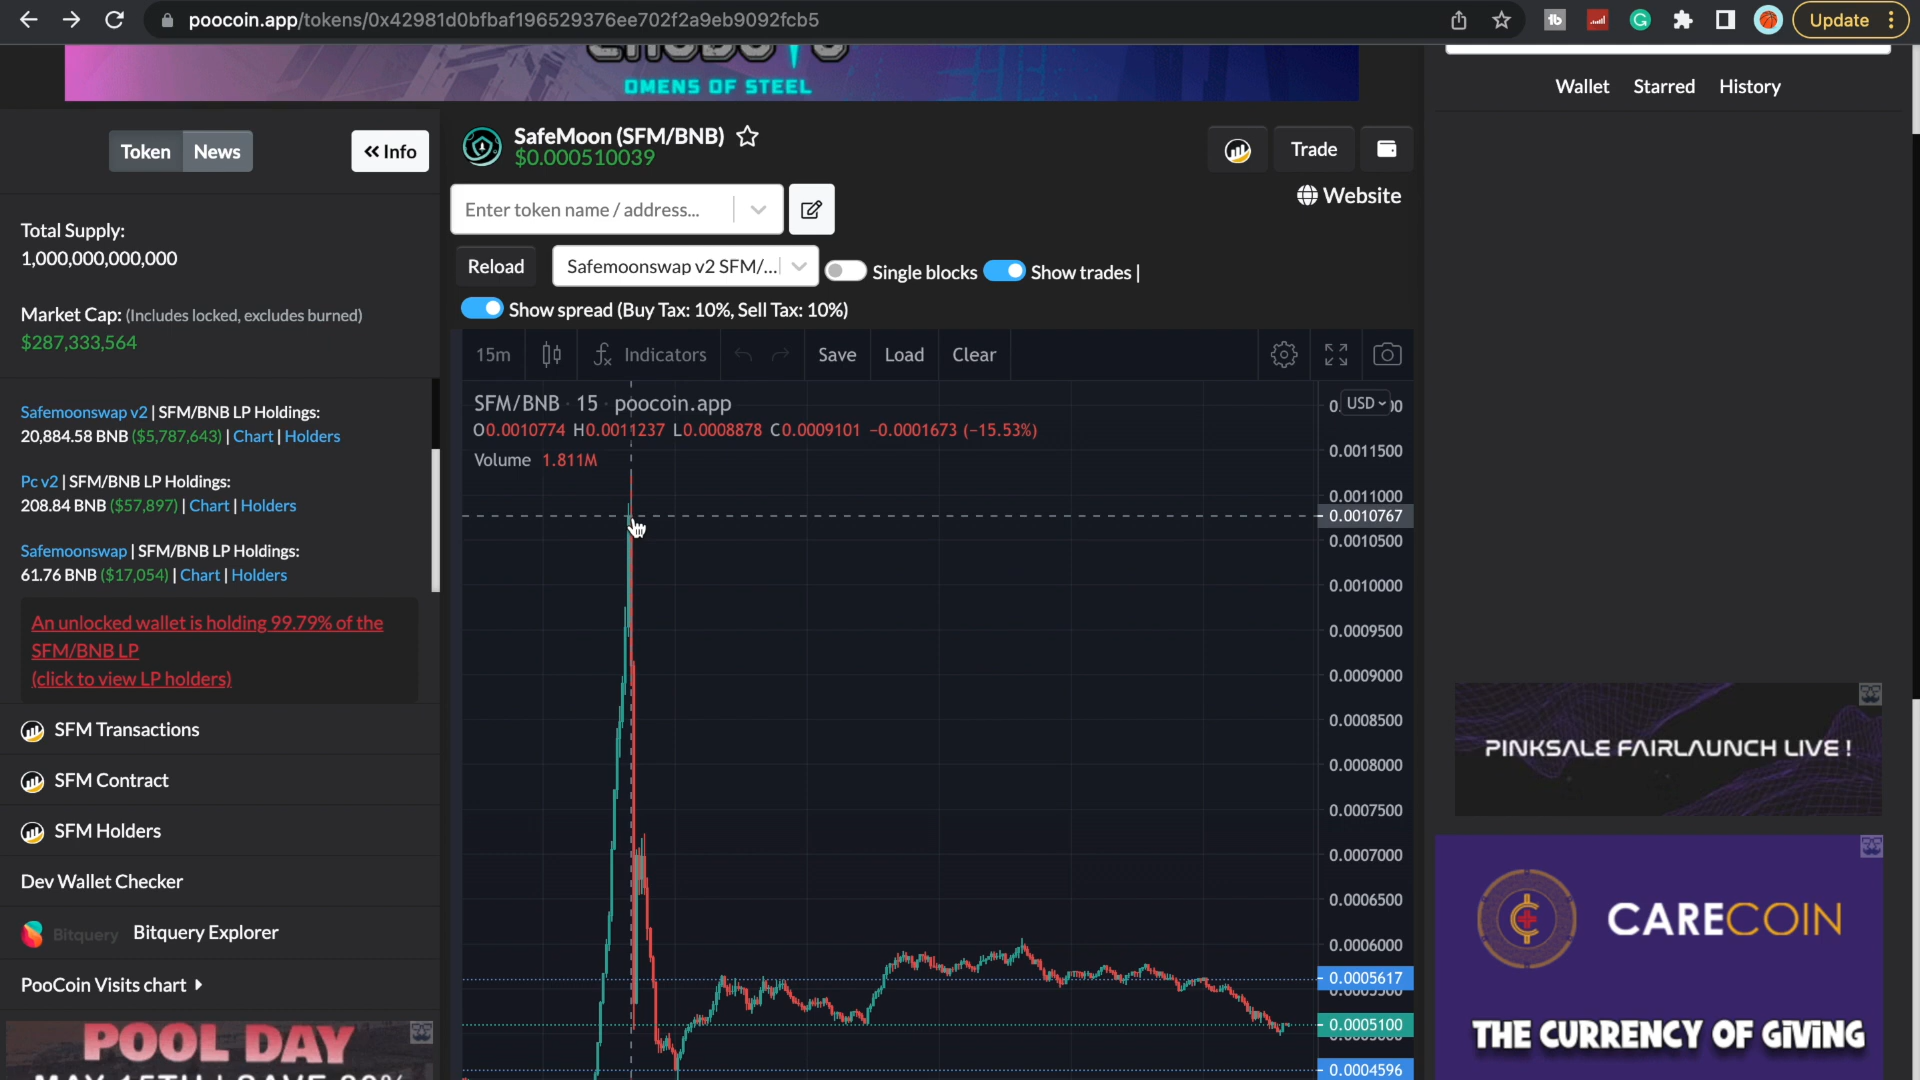 poocoin.app/tokens/0x42981d0bfbaf196529376ee702f2a9eb9092fcb5
Update
OMENS OF STEEL
Wallet Starred History
Token News
Info
SafeMoon (SFM/BNB)
$0.000510039
Trade
Enter token name / address...
Website
Reload
Safemoonswap v2 SFM/...
Single blocks
Show trades |
Show spread (Buy Tax: 10%, Sell Tax: 10%)
Total Supply:
1,000,000,000,000
Market Cap: (Includes locked, excludes burned)
$287,333,564
Safemoonswap v2 | SFM/BNB LP Holdings:
20,884.58 BNB ($5,787,643) | Chart | Holders
Pc v2 | SFM/BNB LP Holdings:
208.84 BNB ($57,897) | Chart | Holders
Safemoonswap | SFM/BNB LP Holdings:
61.76 BNB ($17,054) | Chart | Holders
An unlocked wallet is holding 99.79% of the
SFM/BNB LP
(click to view LP holders)
SFM Transactions
SFM Contract
SFM Holders
Dev Wallet Checker
Bitquery Bitquery Explorer
PooCoin Visits chart
POOL DAY
15m
Indicators
Save
Load
Clear
SFM/BNB · 15 · poocoin.app
O0.0010774 H0.0011237 L0.0008878 C0.0009101 −0.0001673 (−15.53%)
Volume 1.811M
USD
0.0011500
0.0011000
0.0010767
0.0010500
0.0010000
0.0009500
0.0009000
0.0008500
0.0008000
0.0007500
0.0007000
0.0006500
0.0006000
0.0005617
0.0005100
0.0004596
PINKSALE FAIRLAUNCH LIVE !
CARECOIN
THE CURRENCY OF GiViNG